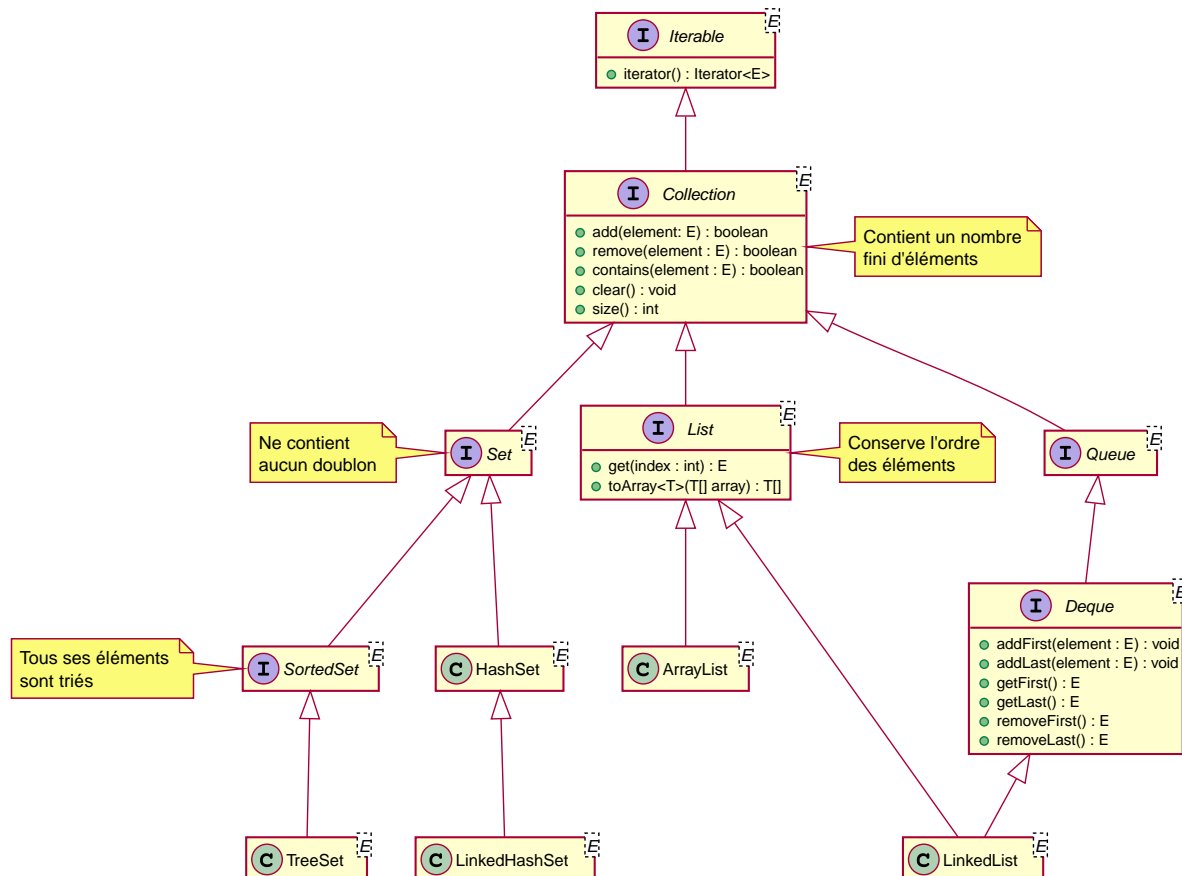 I Iterable E
iterator() : Iterator<E>
I Collection E
add(element: E) : boolean
remove(element : E) : boolean
contains(element : E) : boolean
clear() : void
size() : int
Contient un nombre
fini d'éléments
Ne contient
aucun doublon
I Set E
I List E
get(index : int) : E
toArray<T>(T[] array) : T[]
Conserve l'ordre
des éléments
I Queue E
I Deque E
addFirst(element : E) : void
addLast(element : E) : void
getFirst() : E
getLast() : E
removeFirst() : E
removeLast() : E
Tous ses éléments
sont triés
I SortedSet E
C HashSet E
C ArrayList E
C TreeSet E
C LinkedHashSet E
C LinkedList E